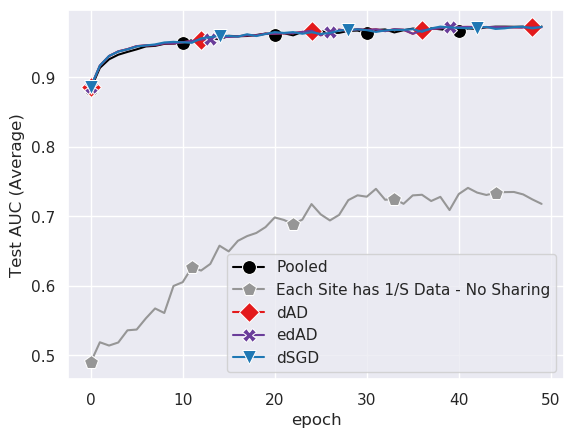 Test AUC (Average)
0.9
0.8
0.7
0.6
0.5
Pooled
Each Site has 1/S Data - No Sharing
dAD
edAD
dSGD
0
10
20
30
40
50
epoch